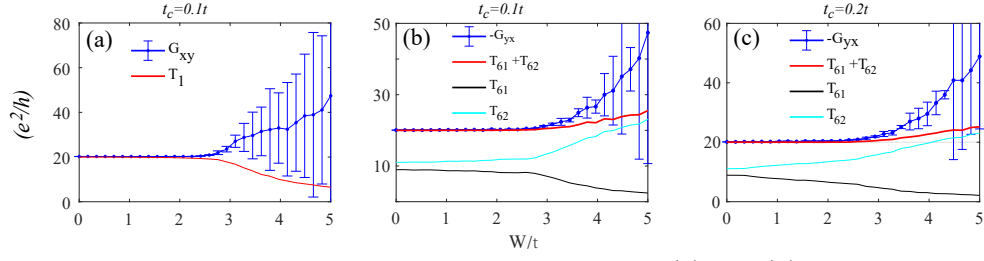 t_c=0.1t
t_c=0.1t
t_c=0.2t
(a)
G_xy
T_1
(e²/h)
80
60
40
20
0
0 1 2 3 4 5
(b)
-G_yx
T_61 +T_62
T_61
T_62
50
30
10
0 1 2 3 4 5
W/t
(c)
-G_yx
T_61 +T_62
T_61
T_62
60
40
20
0
0 1 2 3 4 5